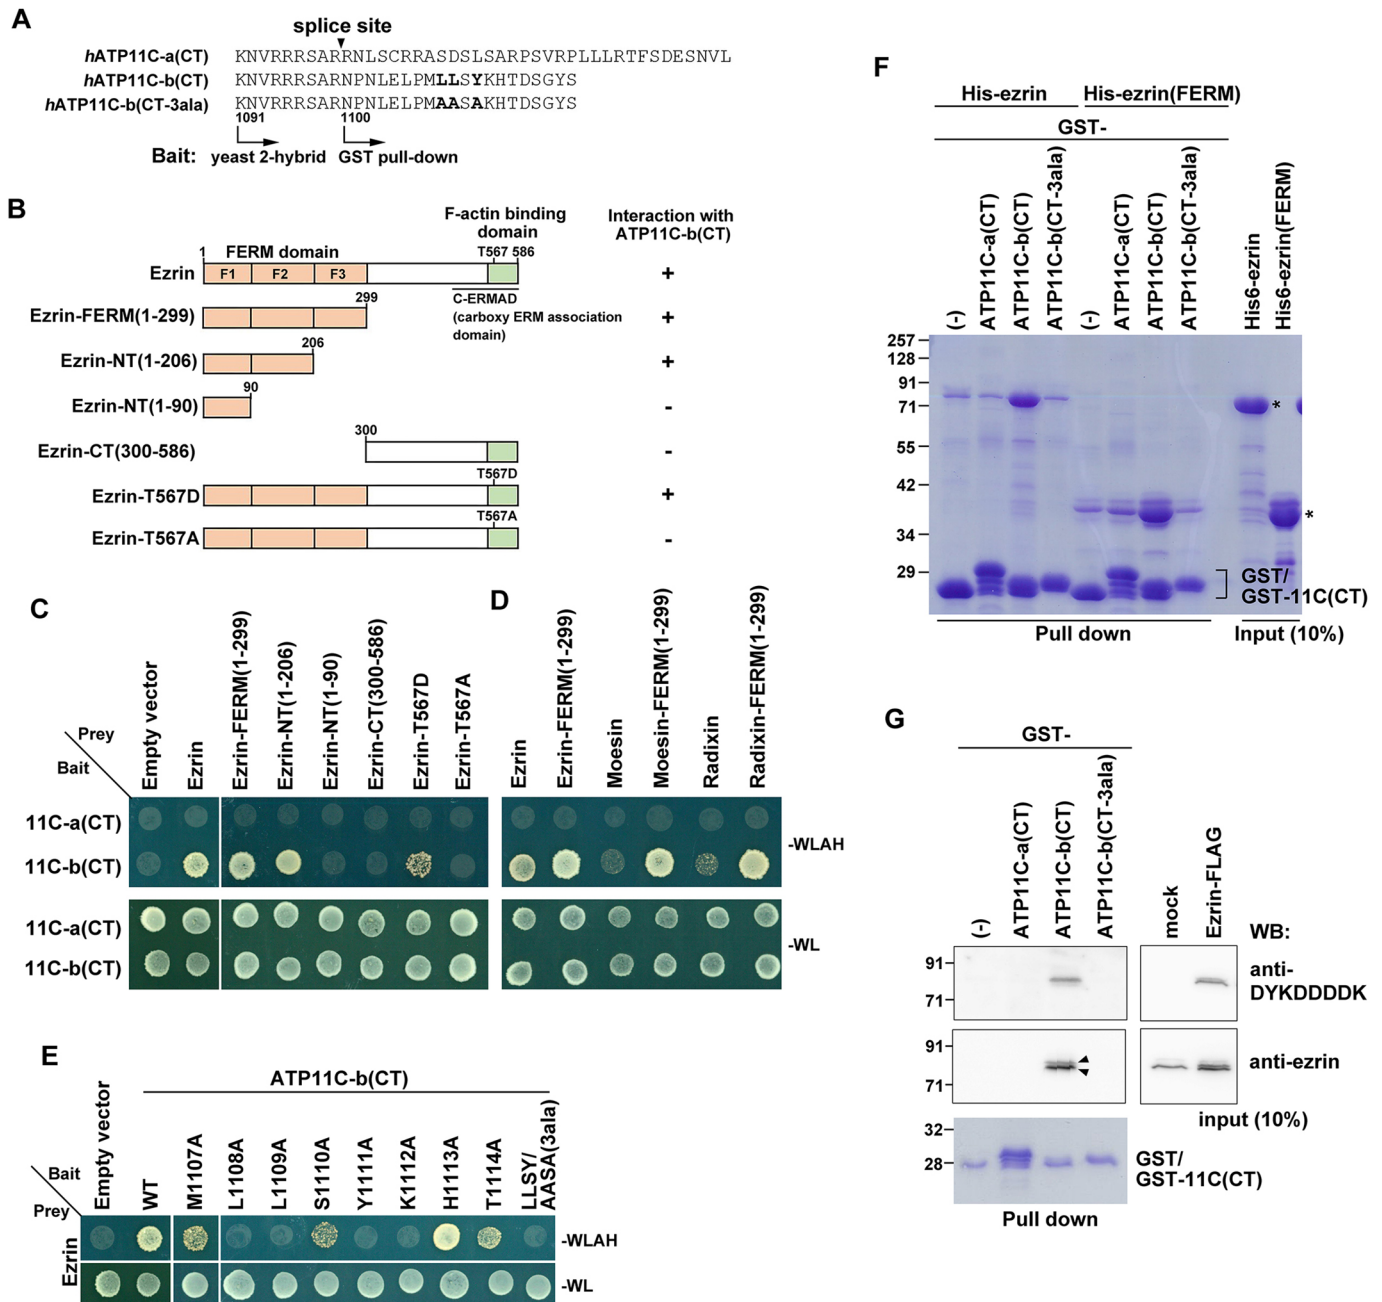 A
splice site
hATP11C-a(CT) KNVRRRSARRNLSCRRASDSLSARPSVRPLLLRTFSDESNVL
hATP11C-b(CT) KNVRRRSARNPNLELPMLLSYKHTDSGYS
hATP11C-b(CT-3ala) KNVRRRSARNPNLELPMAASAKHTDSGYS
1091 1100
Bait: yeast 2-hybrid GST pull-down
B
F-actin binding domain
Interaction with ATP11C-b(CT)
1 FERM domain T567 586
Ezrin F1 F2 F3 +
C-ERMAD
(carboxy ERM association domain)
299
Ezrin-FERM(1-299) +
206
Ezrin-NT(1-206) +
90
Ezrin-NT(1-90) -
300
Ezrin-CT(300-586) -
T567D
Ezrin-T567D +
T567A
Ezrin-T567A -
C
Prey
Bait
Empty vector
Ezrin
Ezrin-FERM(1-299)
Ezrin-NT(1-206)
Ezrin-NT(1-90)
Ezrin-CT(300-586)
Ezrin-T567D
Ezrin-T567A
11C-a(CT)
11C-b(CT)
11C-a(CT)
11C-b(CT)
D
Ezrin
Ezrin-FERM(1-299)
Moesin
Moesin-FERM(1-299)
Radixin
Radixin-FERM(1-299)
-WLAH
-WL
E
ATP11C-b(CT)
Bait
Prey
Empty vector
WT
M1107A
L1108A
L1109A
S1110A
Y1111A
K1112A
H1113A
T1114A
LLSY/
AASA(3ala)
Ezrin
-WLAH
-WL
F
His-ezrin His-ezrin(FERM)
GST-
(-)
ATP11C-a(CT)
ATP11C-b(CT)
ATP11C-b(CT-3ala)
(-)
ATP11C-a(CT)
ATP11C-b(CT)
ATP11C-b(CT-3ala)
His6-ezrin
His6-ezrin(FERM)
257
128
91
71
55
42
34
29
*
*
GST/
GST-11C(CT)
Pull down Input (10%)
G
GST-
(-)
ATP11C-a(CT)
ATP11C-b(CT)
ATP11C-b(CT-3ala)
mock
Ezrin-FLAG
WB:
91
71
anti-
DYKDDDDK
91
71
anti-ezrin
input (10%)
32
28
GST/
GST-11C(CT)
Pull down